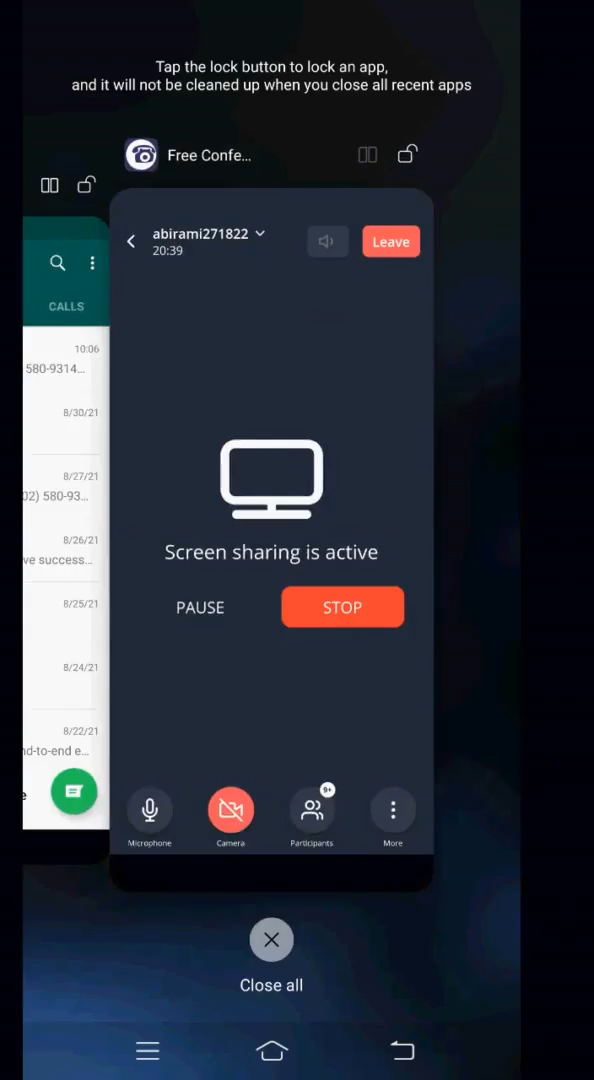 Tap the lock button to lock an app,
and it will not be cleaned up when you close all recent apps
Free Confe...
abirami271822
20:39
Leave
CALLS
10:06
580-9314...
8/30/21
8/27/21
02) 580-93...
8/26/21
ve success...
8/25/21
8/24/21
8/22/21
nd-to-end e...
e
Screen sharing is active
PAUSE
STOP
9+
Microphone
Camera
Participants
More
Close all